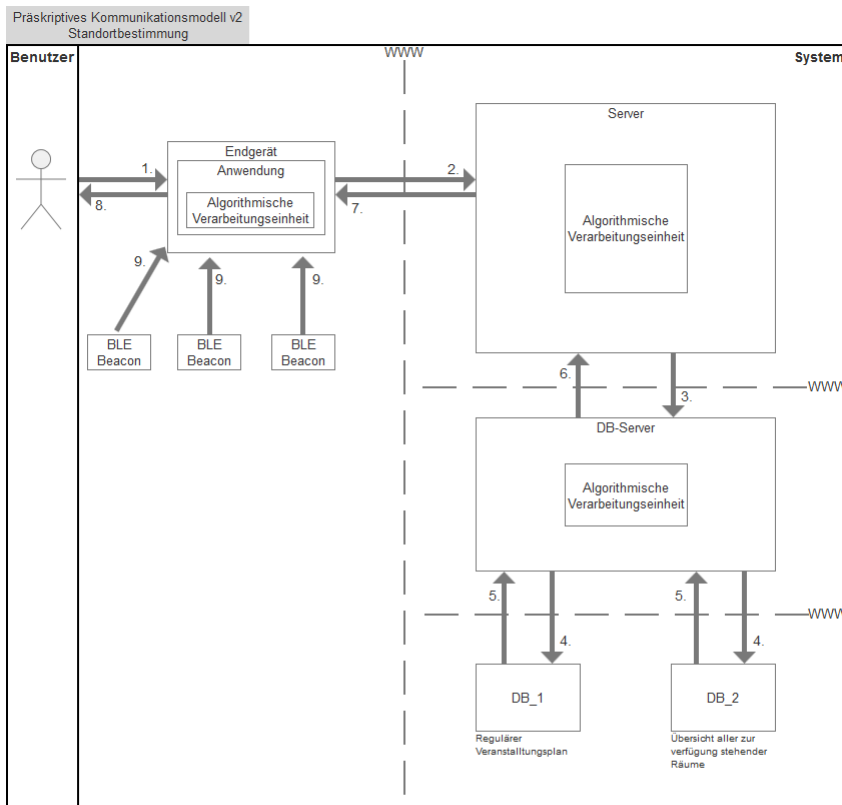 Präskriptives Kommunikationsmodell v2
Standortbestimmung
Benutzer
WWW
System
Server
Endgerät
Anwendung
Algorithmische
Verarbeitungseinheit
1.
2.
8.
7.
Algorithmische
Verarbeitungseinheit
9.
9.
9.
BLE
Beacon
BLE
Beacon
BLE
Beacon
6.
3.
WWW
DB-Server
Algorithmische
Verarbeitungseinheit
5.
5.
WWW
4.
4.
DB_1
DB_2
Regulärer
Veranstalltungsplan
Übersicht aller zur
verfügung stehender
Räume